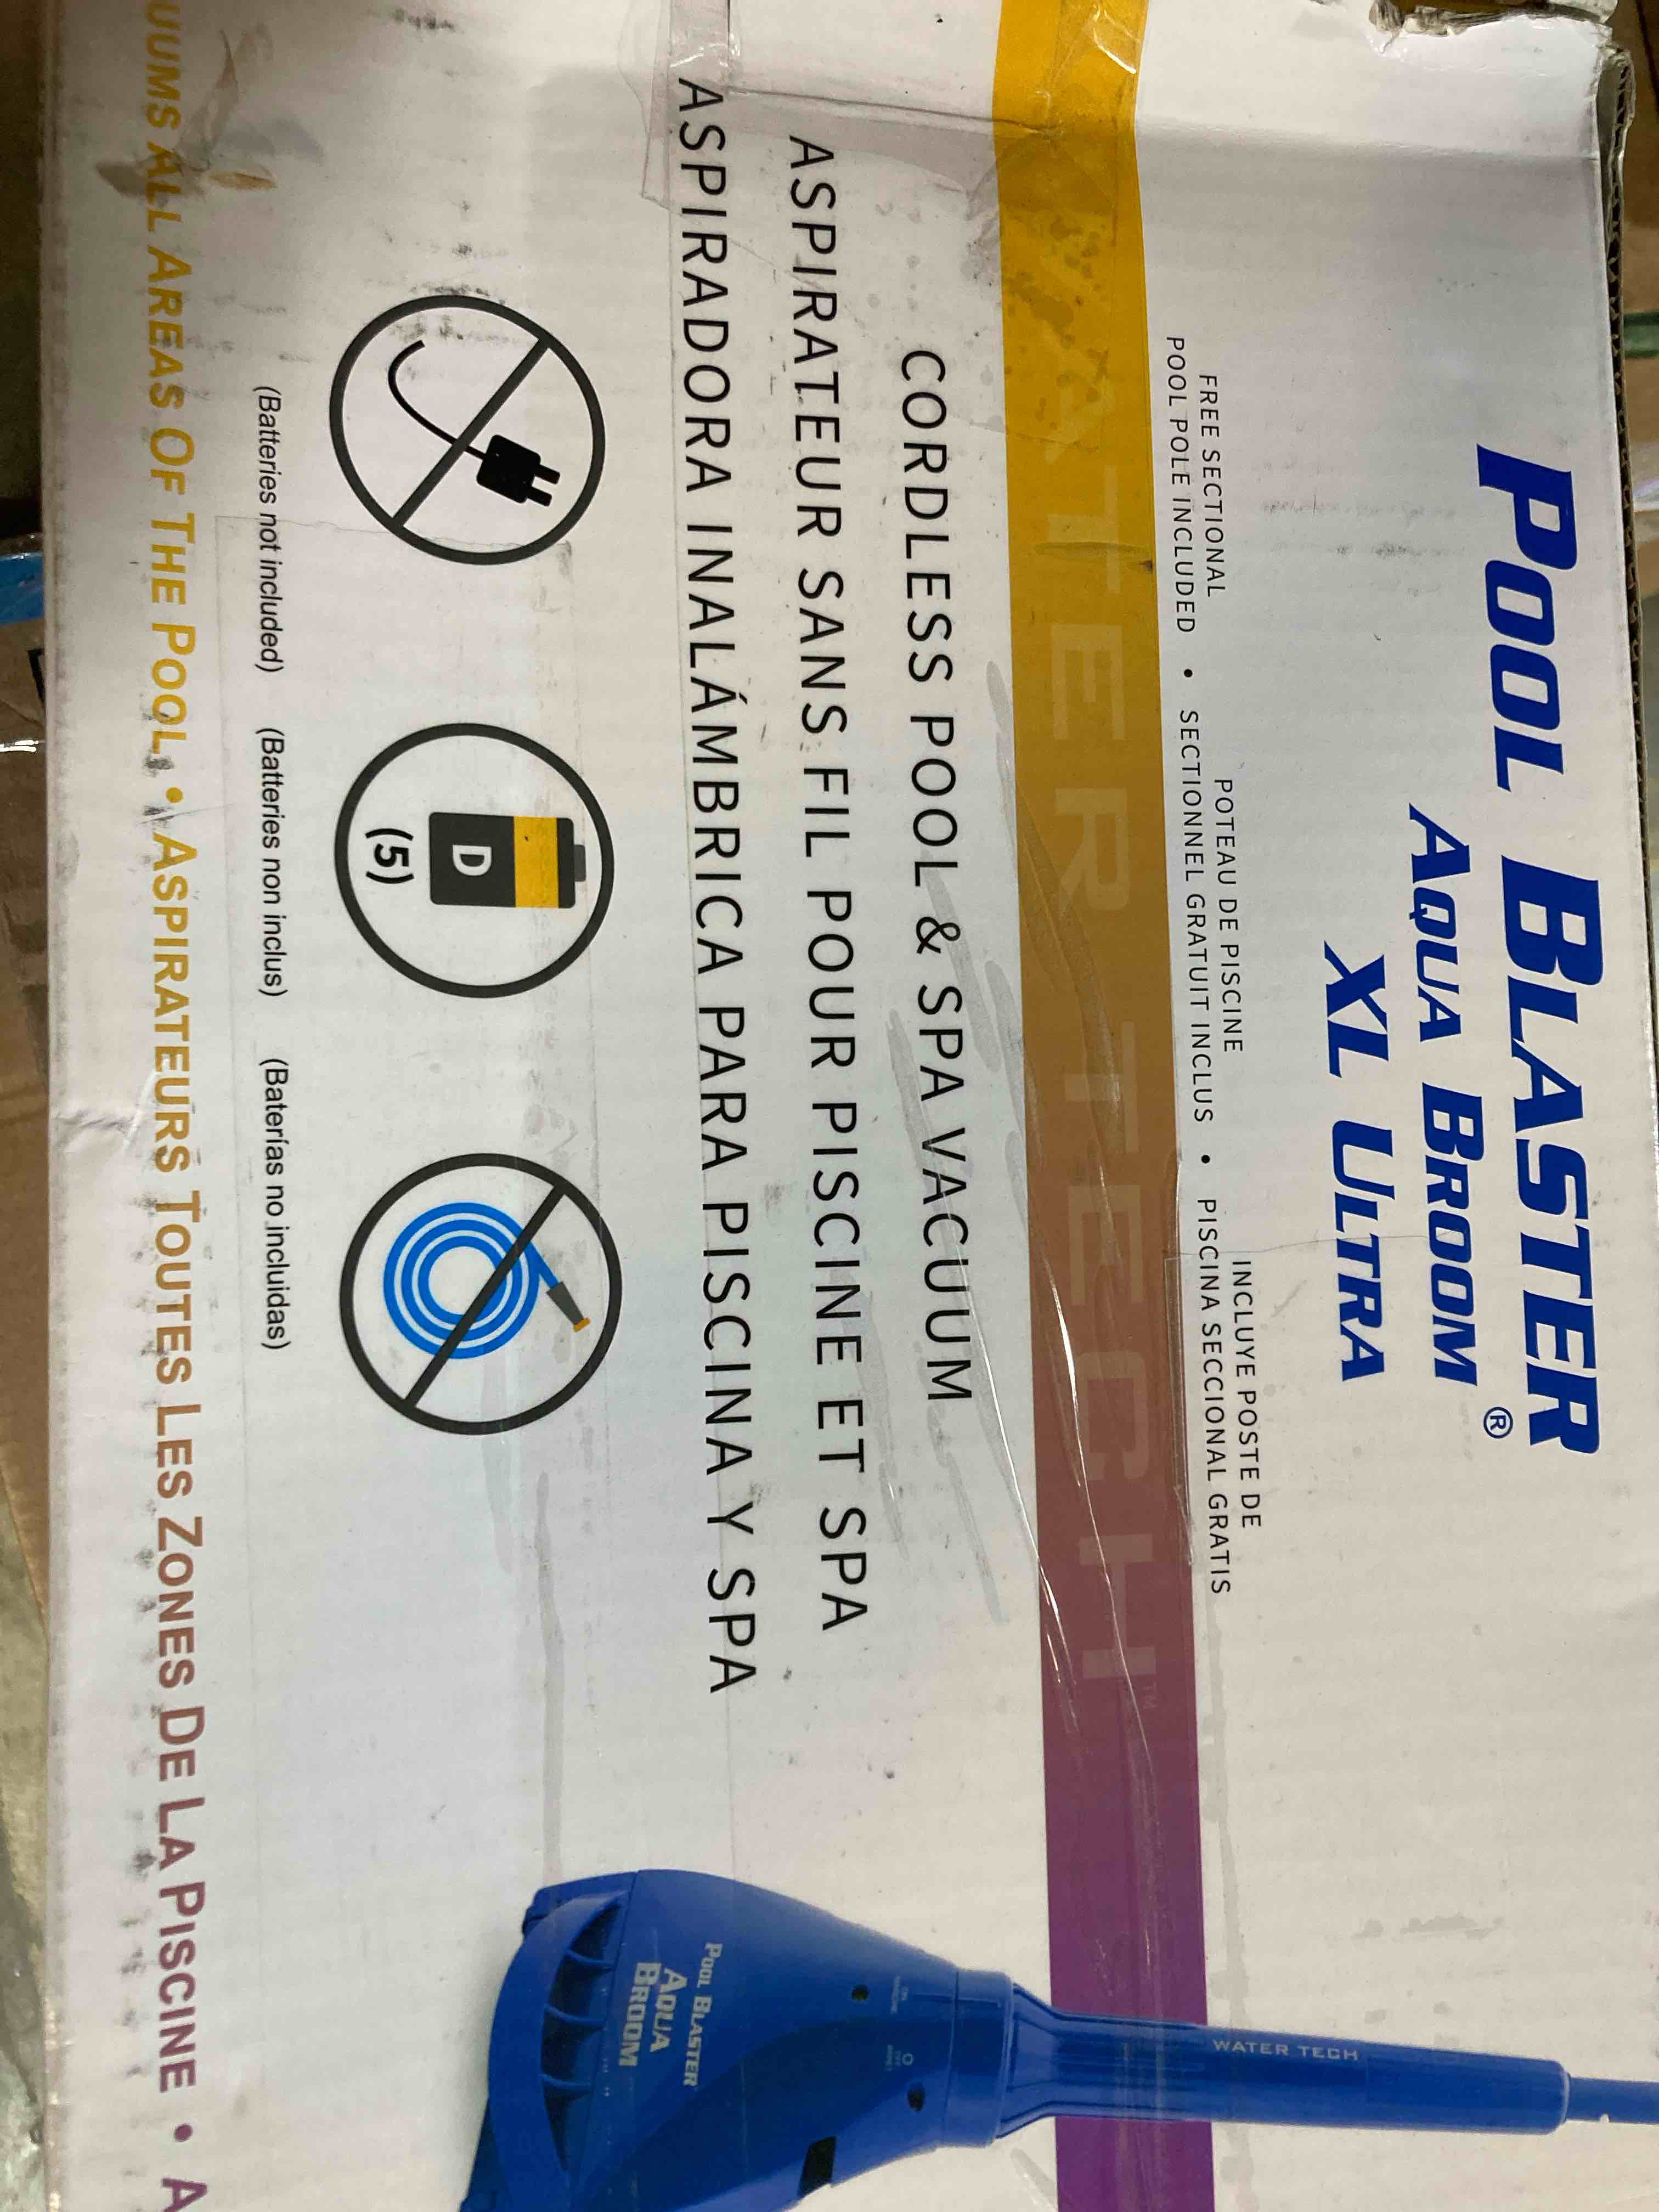 POOL BLASTER®
AQUA BROOM
XL ULTRA
FREE SECTIONAL
POOL POLE INCLUDED •
POTEAU DE PISCINE
SECTIONNEL GRATUIT INCLUS •
INCLUYE POSTE DE
PISCINA SECCIONAL GRATIS
WATER TECH™
CORDLESS POOL & SPA VACUUM
ASPIRATEUR SANS FIL POUR PISCINE ET SPA
ASPIRADORA INALÁMBRICA PARA PISCINA Y SPA
D
(5)
(Batteries not included)
(Batteries non inclus)
(Baterías no incluidas)
UUMS ALL AREAS OF THE POOL • ASPIRATEURS TOUTES LES ZONES DE LA PISCINE • A
WATER TECH
POOL BLASTER
AQUA
BROOM